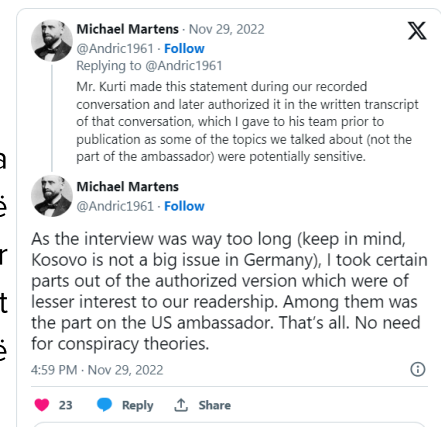 Michael Martens · Nov 29, 2022
@Andric1961 · Follow
Replying to @Andric1961
Mr. Kurti made this statement during our recorded
conversation and later authorized it in the written transcript
of that conversation, which I gave to his team prior to
publication as some of the topics we talked about (not the
part of the ambassador) were potentially sensitive.
a
Michael Martens
ë
@Andric1961 · Follow
r
As the interview was way too long (keep in mind,
Kosovo is not a big issue in Germany), I took certain
t
parts out of the authorized version which were of
lesser interest to our readership. Among them was
ë
the part on the US ambassador. That's all. No need
for conspiracy theories.
4:59 PM · Nov 29, 2022
23 Reply Share